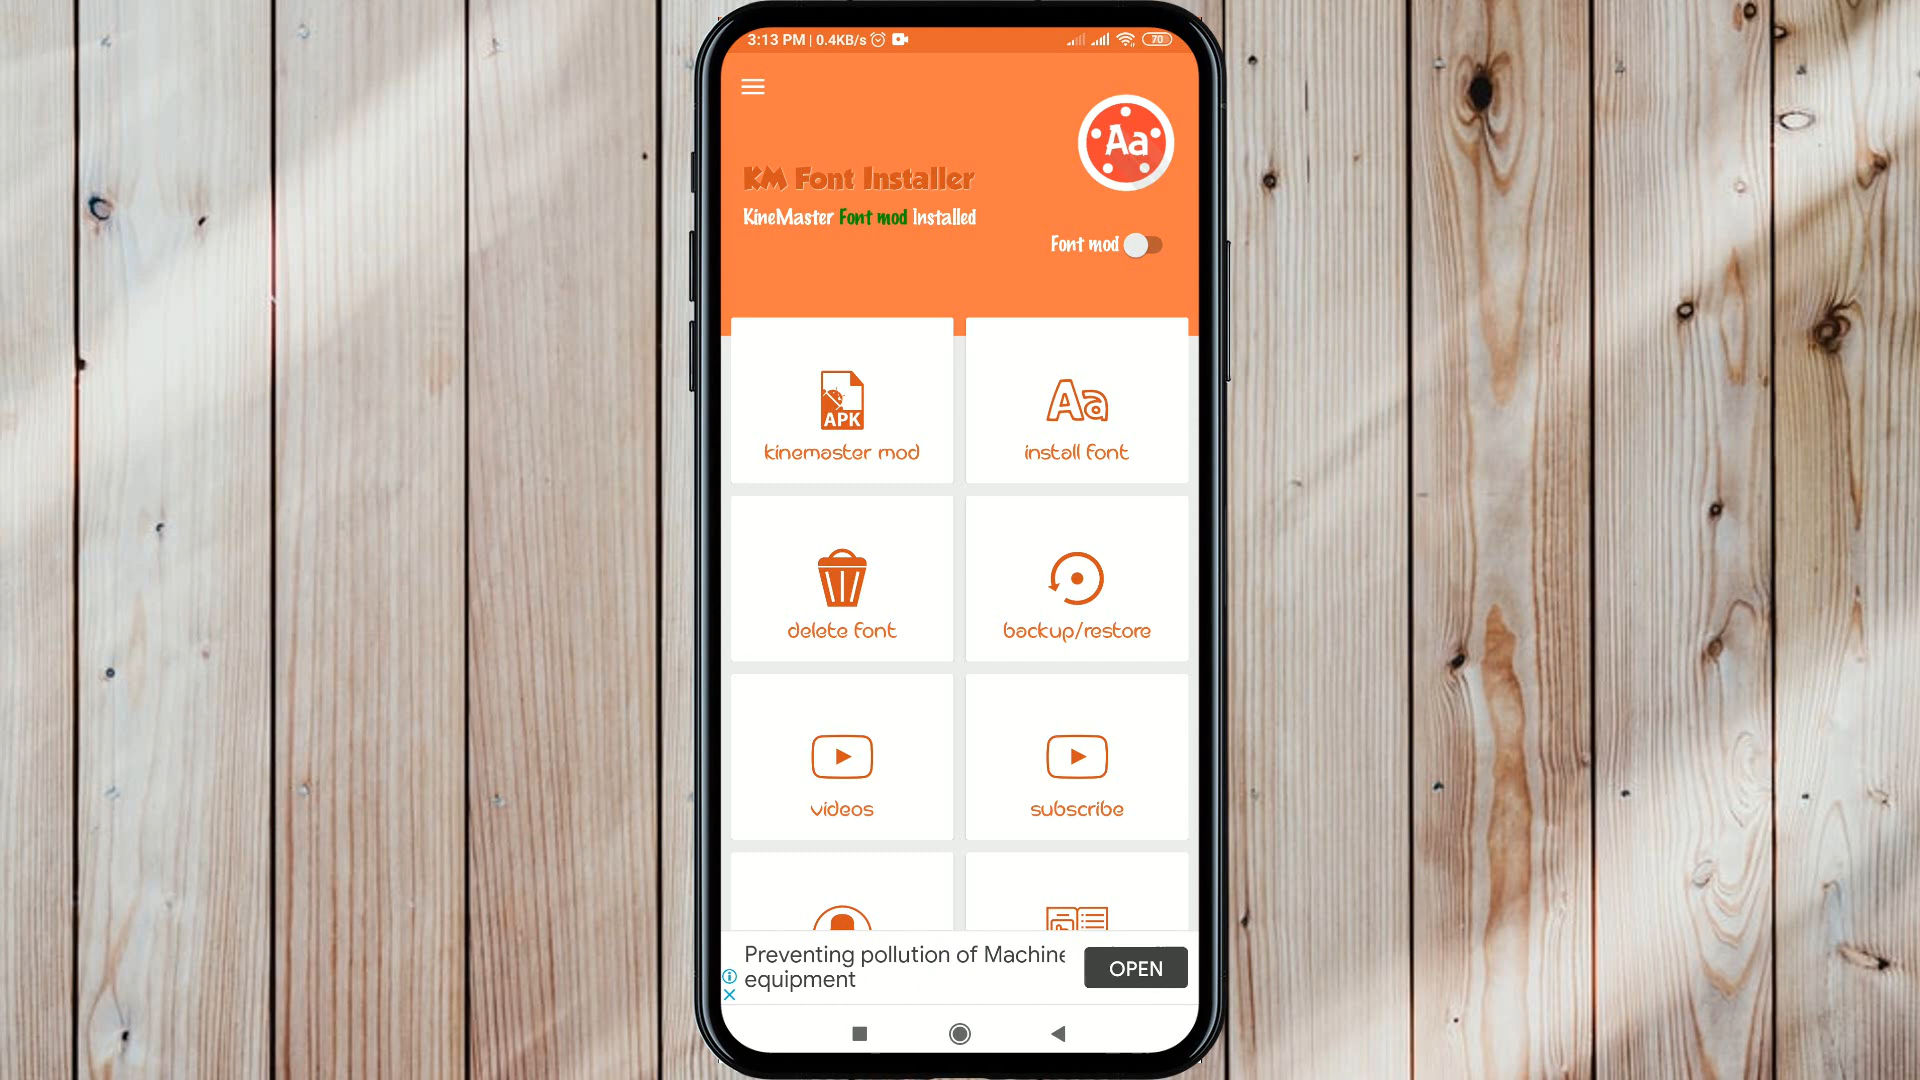 3:13 PM | 0.4KB/s
70
Aa
KM Font Installer
KineMaster Font mod Installed
Font mod
APK
kinemaster mod
Aa
install font
delete font
backup/restore
videos
subscribe
Preventing pollution of Machine
equipment
OPEN